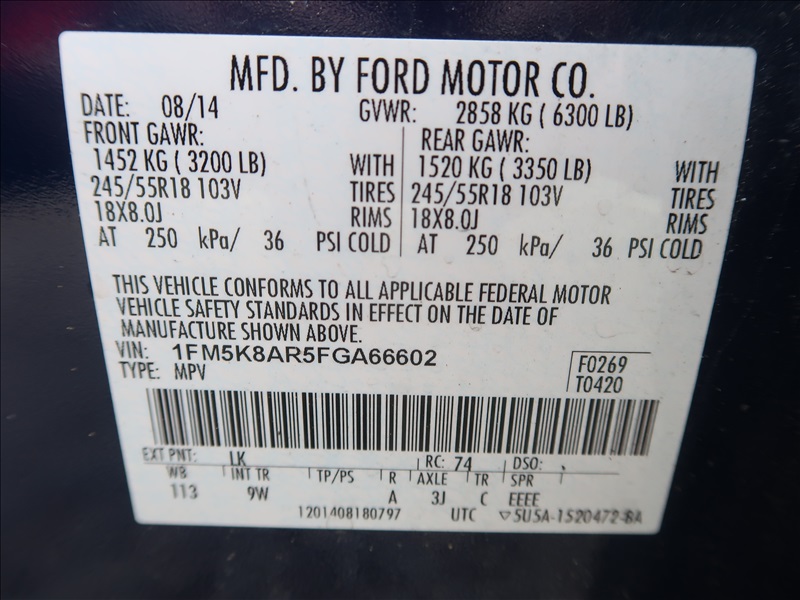 MFD. BY FORD MOTOR CO.
DATE: 08/14 GVWR: 2858 KG ( 6300 LB)
FRONT GAWR: REAR GAWR:
1452 KG ( 3200 LB) WITH 1520 KG ( 3350 LB) WITH
245/55R18 103V TIRES 245/55R18 103V TIRES
18X8.0J RIMS 18X8.0J RIMS
AT 250 kPa/ 36 PSI COLD AT 250 kPa/ 36 PSI COLD
THIS VEHICLE CONFORMS TO ALL APPLICABLE FEDERAL MOTOR
VEHICLE SAFETY STANDARDS IN EFFECT ON THE DATE OF
MANUFACTURE SHOWN ABOVE.
VIN: 1FM5K8AR5FGA66602 F0269
TYPE: MPV T0420
EXT PNT: LK RC: 74 DSO:
WB INT TR TP/PS R AXLE TR SPR
113 9W A 3J C EEEE
1201408180797 UTC ▽5U5A-1520472-BA